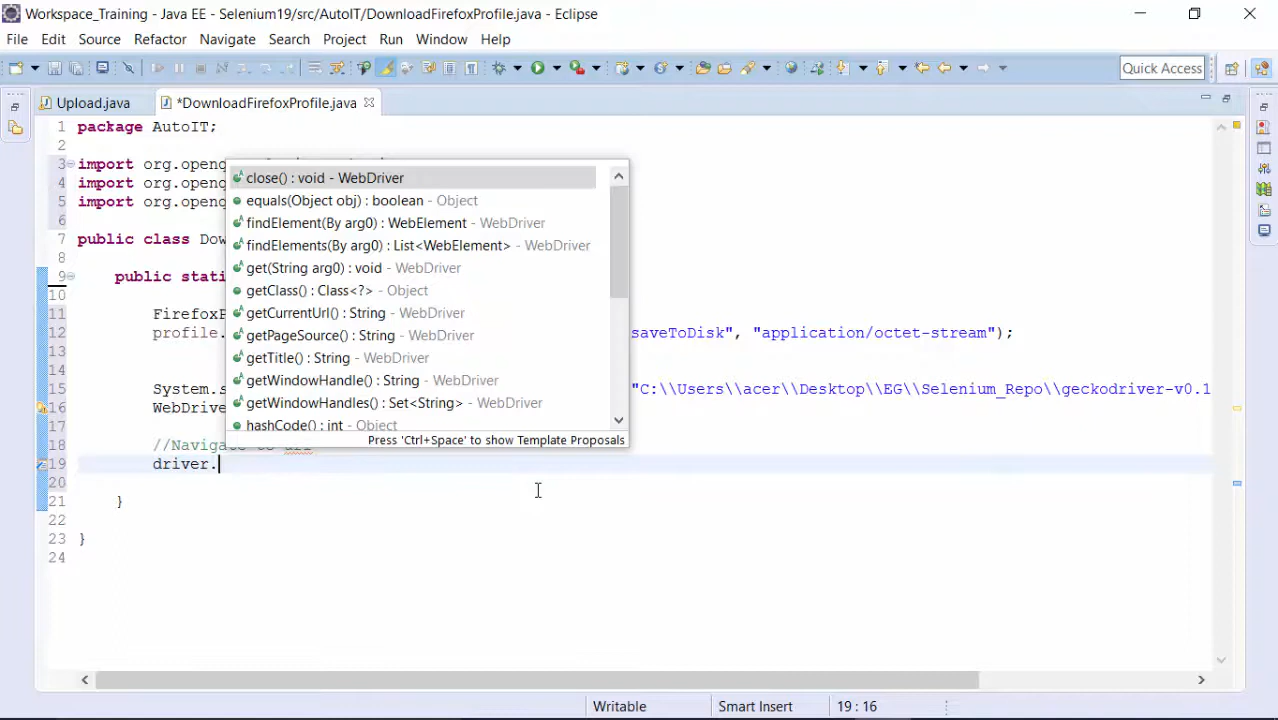 Workspace_Training - Java EE - Selenium19/src/AutoIT/DownloadFirefoxProfile.java - Eclipse
File Edit Source Refactor Navigate Search Project Run Window Help
Quick Access
Upload.java *DownloadFirefoxProfile.java
1 package AutoIT;
2
3 import org.openq
4 import org.openq
5 import org.openq
6
7 public class Dow
8
9 public stati
10
11 FirefoxP
12 profile. saveToDisk", "application/octet-stream");
13
14
15 System.s "C:\\Users\\acer\\Desktop\\EG\\Selenium_Repo\\geckodriver-v0.1
16 WebDrive
18 //Navigate to url
19 driver.
20
21 }
22
23 }
24
close() : void - WebDriver
equals(Object obj) : boolean - Object
findElement(By arg0) : WebElement - WebDriver
findElements(By arg0) : List<WebElement> - WebDriver
get(String arg0) : void - WebDriver
getClass() : Class<?> - Object
getCurrentUrl() : String - WebDriver
getPageSource() : String - WebDriver
getTitle() : String - WebDriver
getWindowHandle() : String - WebDriver
getWindowHandles() : Set<String> - WebDriver
hashCode() : int - Object
Press 'Ctrl+Space' to show Template Proposals
Writable Smart Insert 19 : 16